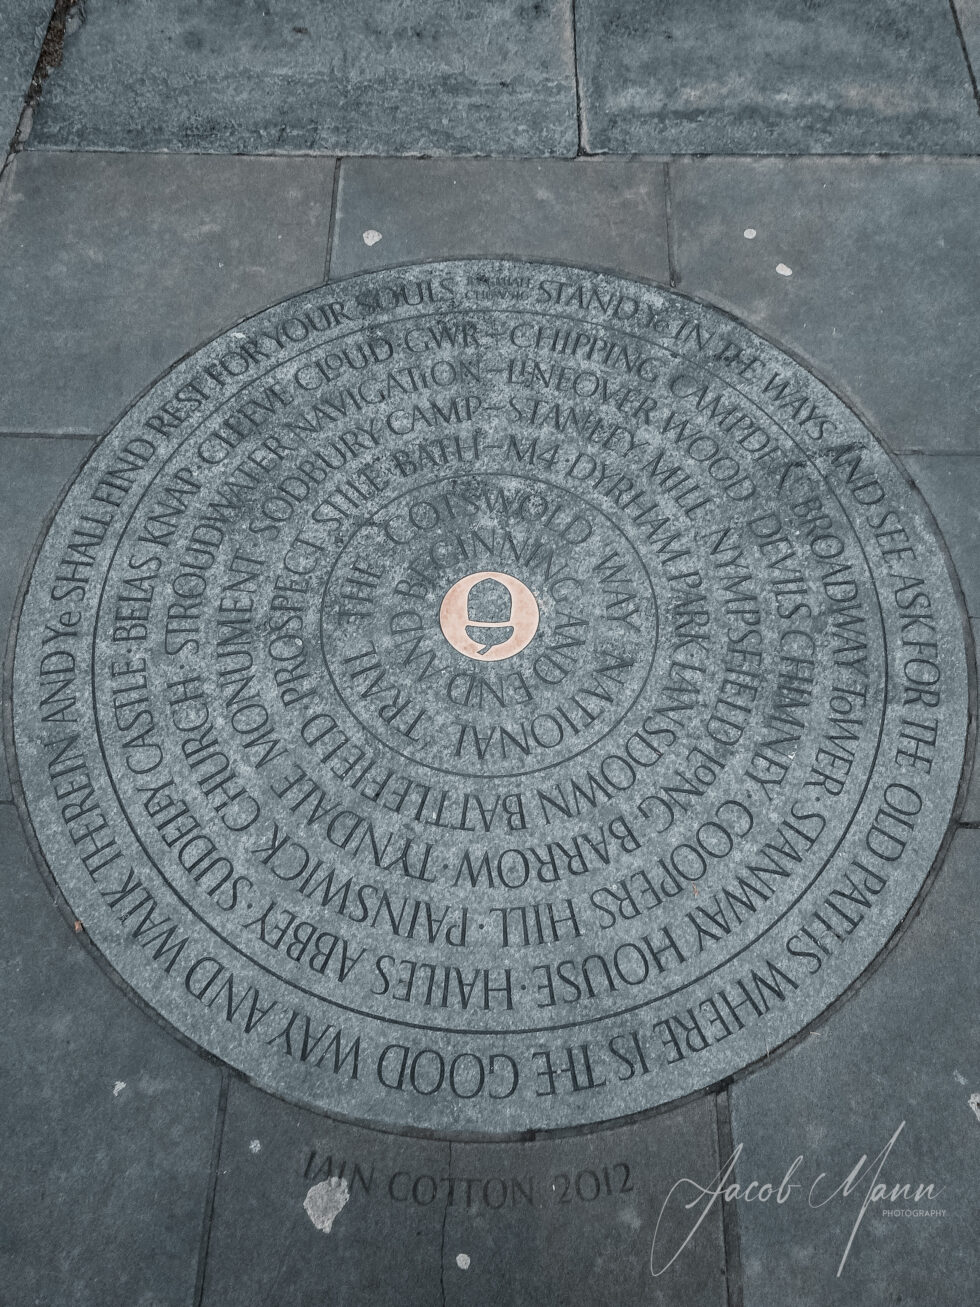 STAND Ye IN THE WAYS AND SEE ASK FOR THE OLD PATHS WHERE IS THE GOOD WAY AND WALK THEREIN AND Ye SHALL FIND REST FOR YOUR SOULS
CHIPPING CAMPDEN·BROADWAY TOWER·STANWAY HOUSE·HAILES ABBEY SUDELEY CASTLE·BELAS KNAP·CLEEVE CLOUD·GWR~
LINEOVER WOOD DEVILS CHIMNEY COOPERS HILL·PAINSWICK CHURCH STROUDWATER NAVIGATION~
STANLEY MILL NYMPSFIELD LONG BARROW·TYNDALE MONUMENT SODBURY CAMP~
M4·DYRHAM PARK·LANSDOWN BATTLEFIELD PROSPECT STILE·BATH~
THE COTSWOLD WAY NATIONAL TRAIL
BEGINNING AND END AND
IAIN COTTON 2012
Jacob Mann
PHOTOGRAPHY